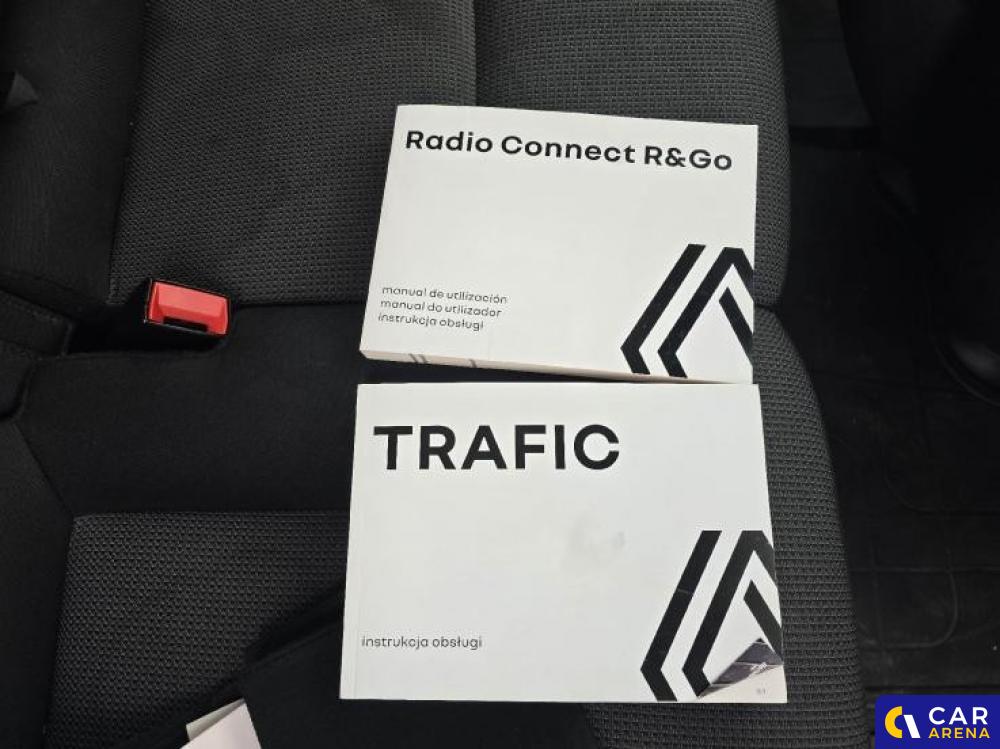 Radio Connect R&Go
manual de utilización
manual do utilizador
instrukcja obsługi
TRAFIC
instrukcja obsługi
CAR
ARENA